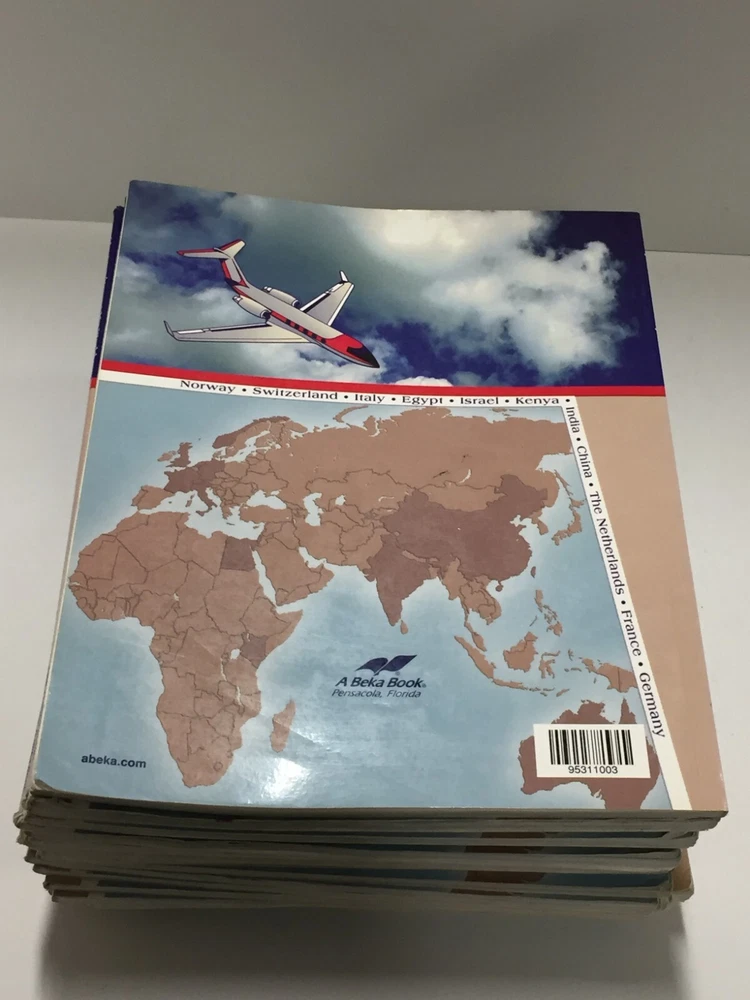 Norway • Switzerland • Italy • Egypt • Israel • Kenya •
India • China • The Netherlands • France • Germany
A Beka Book®
Pensacola, Florida
abeka.com
95311003